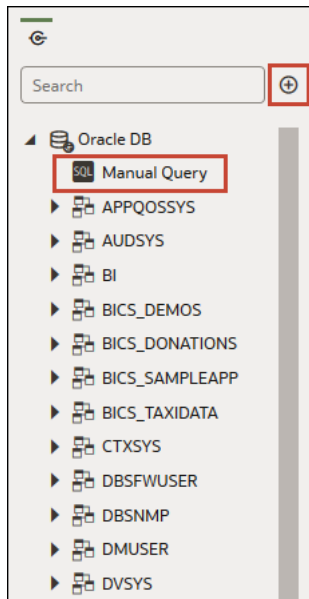 Search
Oracle DB
SQL Manual Query
APPQOSSYS
AUDSYS
BI
BICS_DEMOS
BICS_DONATIONS
BICS_SAMPLEAPP
BICS_TAXIDATA
CTXSYS
DBSFWUSER
DBSNMP
DMUSER
DVSYS